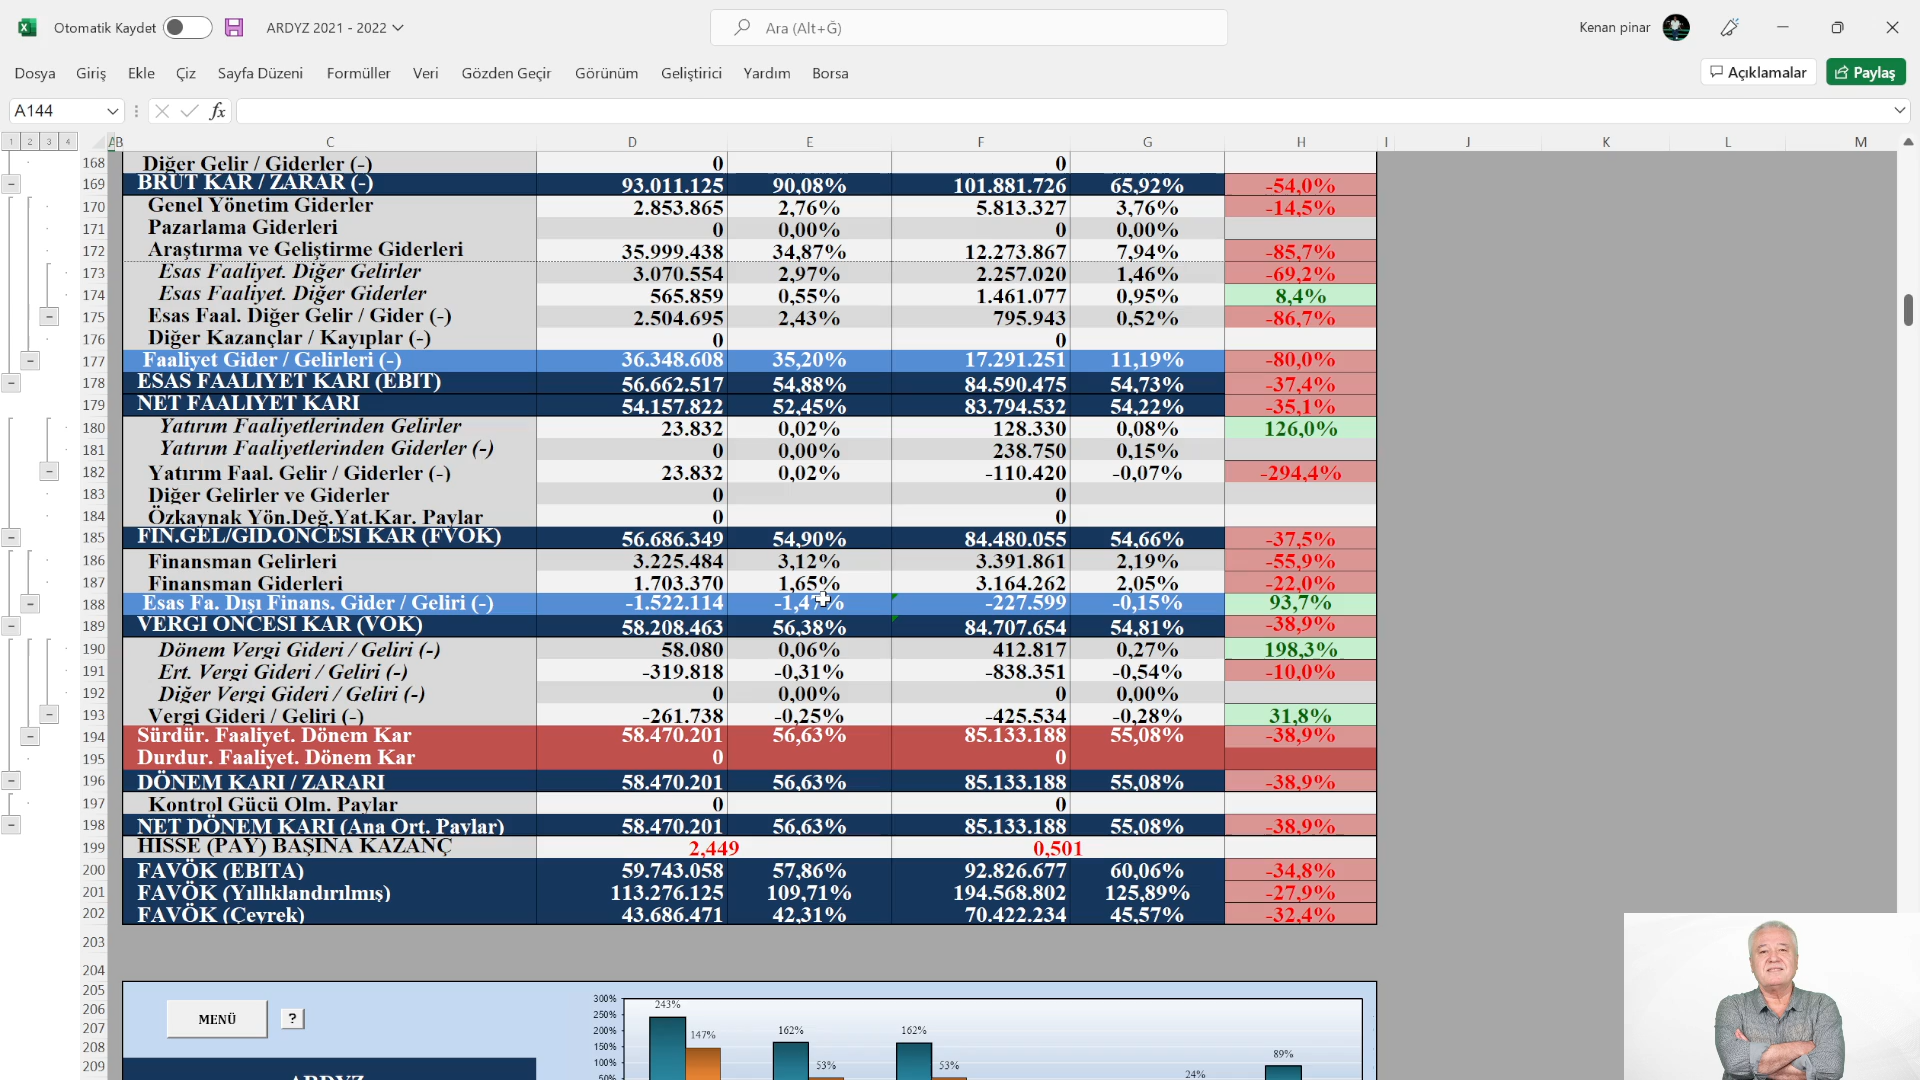 Otomatik Kaydet ARDYZ 2021 - 2022 Ara (Alt+Ğ) Kenan pinar
Dosya Giriş Ekle Çiz Sayfa Düzeni Formüller Veri Gözden Geçir Görünüm Geliştirici Yardım Borsa Açıklamalar Paylaş
A144 fx
1 2 3 4 A B C D E F G H I J K L M
168 Diğer Gelir / Giderler (-) 0 0
169 BRÜT KAR / ZARAR (-) 93.011.125 90,08% 101.881.726 65,92% -54,0%
170 Genel Yönetim Giderler 2.853.865 2,76% 5.813.327 3,76% -14,5%
171 Pazarlama Giderleri 0 0,00% 0 0,00%
172 Araştırma ve Geliştirme Giderleri 35.999.438 34,87% 12.273.867 7,94% -85,7%
173 Esas Faaliyet. Diğer Gelirler 3.070.554 2,97% 2.257.020 1,46% -69,2%
174 Esas Faaliyet. Diğer Giderler 565.859 0,55% 1.461.077 0,95% 8,4%
175 Esas Faal. Diğer Gelir / Gider (-) 2.504.695 2,43% 795.943 0,52% -86,7%
176 Diğer Kazançlar / Kayıplar (-) 0 0
177 Faaliyet Gider / Gelirleri (-) 36.348.608 35,20% 17.291.251 11,19% -80,0%
178 ESAS FAALİYET KARI (EBIT) 56.662.517 54,88% 84.590.475 54,73% -37,4%
179 NET FAALİYET KARI 54.157.822 52,45% 83.794.532 54,22% -35,1%
180 Yatırım Faaliyetlerinden Gelirler 23.832 0,02% 128.330 0,08% 126,0%
181 Yatırım Faaliyetlerinden Giderler (-) 0 0,00% 238.750 0,15%
182 Yatırım Faal. Gelir / Giderler (-) 23.832 0,02% -110.420 -0,07% -294,4%
183 Diğer Gelirler ve Giderler 0 0
184 Özkaynak Yön.Değ.Yat.Kar. Paylar 0 0
185 FİN.GEL/GİD.ÖNCESİ KAR (FVÖK) 56.686.349 54,90% 84.480.055 54,66% -37,5%
186 Finansman Gelirleri 3.225.484 3,12% 3.391.861 2,19% -55,9%
187 Finansman Giderleri 1.703.370 1,65% 3.164.262 2,05% -22,0%
188 Esas Fa. Dışı Finans. Gider / Geliri (-) -1.522.114 -1,47% -227.599 -0,15% 93,7%
189 VERGİ ÖNCESİ KAR (VÖK) 58.208.463 56,38% 84.707.654 54,81% -38,9%
190 Dönem Vergi Gideri / Geliri (-) 58.080 0,06% 412.817 0,27% 198,3%
191 Ert. Vergi Gideri / Geliri (-) -319.818 -0,31% -838.351 -0,54% -10,0%
192 Diğer Vergi Gideri / Geliri (-) 0 0,00% 0 0,00%
193 Vergi Gideri / Geliri (-) -261.738 -0,25% -425.534 -0,28% 31,8%
194 Sürdür. Faaliyet. Dönem Kar 58.470.201 56,63% 85.133.188 55,08% -38,9%
195 Durdur. Faaliyet. Dönem Kar 0 0
196 DÖNEM KARI / ZARARI 58.470.201 56,63% 85.133.188 55,08% -38,9%
197 Kontrol Gücü Olm. Paylar 0 0
198 NET DÖNEM KARI (Ana Ort. Paylar) 58.470.201 56,63% 85.133.188 55,08% -38,9%
199 HİSSE (PAY) BAŞINA KAZANÇ 2,449 0,501
200 FAVÖK (EBITA) 59.743.058 57,86% 92.826.677 60,06% -34,8%
201 FAVÖK (Yıllıklandırılmış) 113.276.125 109,71% 194.568.802 125,89% -27,9%
202 FAVÖK (Çeyrek) 43.686.471 42,31% 70.422.234 45,57% -32,4%
203
204
205
206
207
208
209
MENÜ ?
ARDYZ
300%
250%
200%
150%
100%
50%
243% 147% 162% 53% 162% 53% 24% 89%